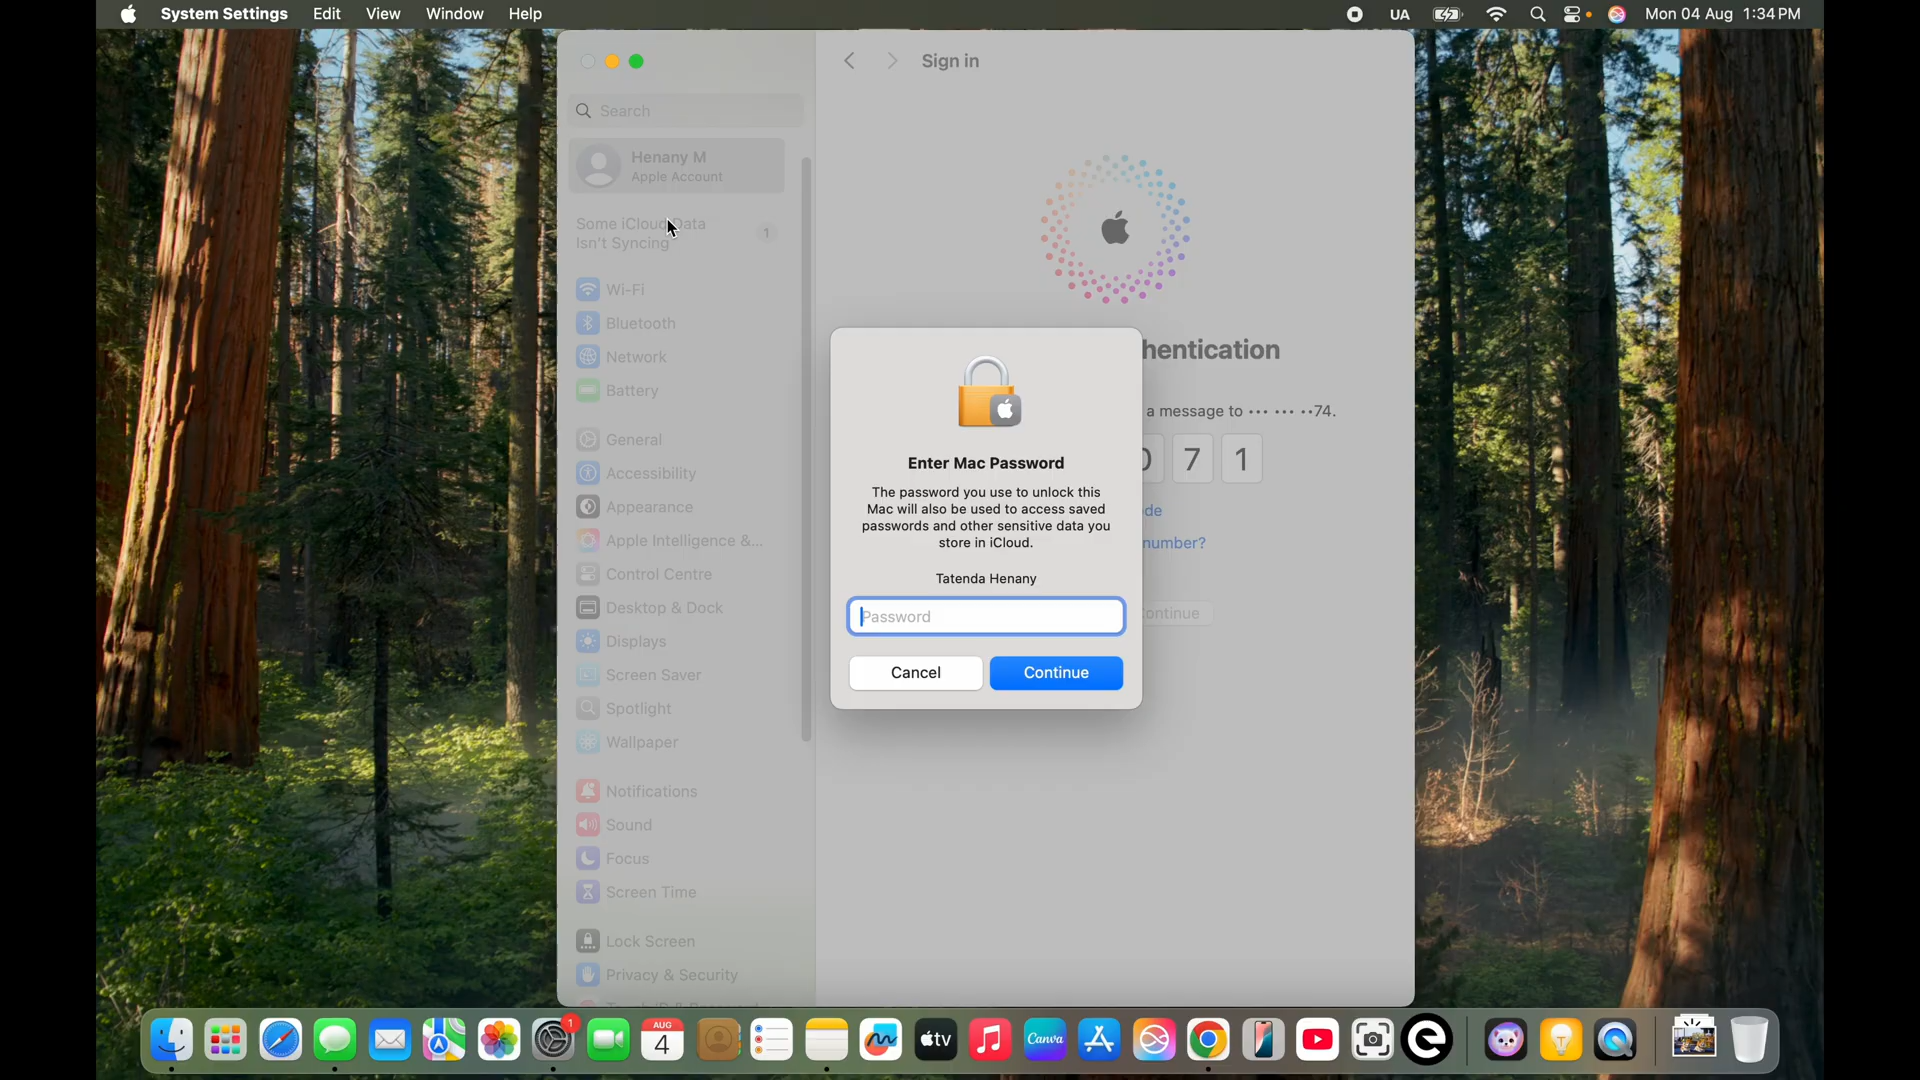 System Settings Edit View Window Help UA Mon 04 Aug 1:34 PM
Sign in
Search
Henany M
Apple Account
Some iCloud Data
Isn't Syncing 1
Wi-Fi
Bluetooth
Network
Battery
General
Accessibility
Appearance
Apple Intelligence &...
Control Centre
Desktop & Dock
Displays
Screen Saver
Spotlight
Wallpaper
Notifications
Sound
Focus
Screen Time
Lock Screen
Privacy & Security
hentication
a message to ••• ••• ••74.
7 1
de
number?
ontinue
Enter Mac Password
The password you use to unlock this
Mac will also be used to access saved
passwords and other sensitive data you
store in iCloud.
Tatenda Henany
Password
Cancel Continue
1
AUG
4
tv
Canva